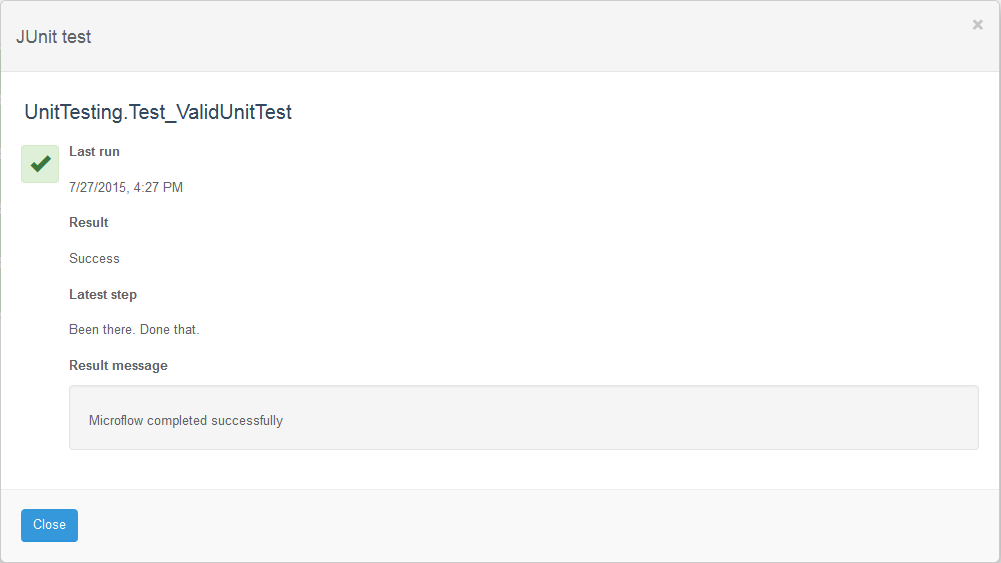 JUnit test
×
UnitTesting.Test_ValidUnitTest
Last run
7/27/2015, 4:27 PM
Result
Success
Latest step
Been there. Done that.
Result message
Microflow completed successfully
Close